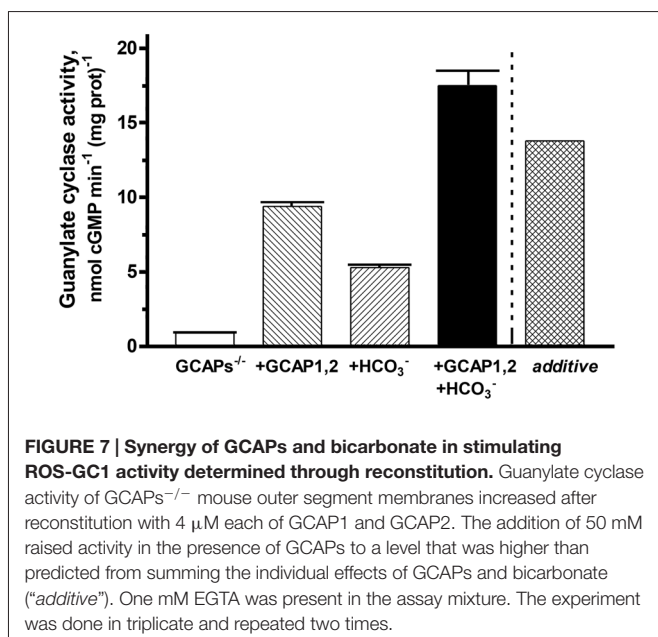 Guanylate cyclase activity,
nmol cGMP min⁻¹ (mg prot)⁻¹
20
15
10
5
0
GCAPs⁻/⁻ +GCAP1,2 +HCO₃⁻ +GCAP1,2 additive
+HCO₃⁻
FIGURE 7 | Synergy of GCAPs and bicarbonate in stimulating
ROS-GC1 activity determined through reconstitution. Guanylate cyclase
activity of GCAPs⁻/⁻ mouse outer segment membranes increased after
reconstitution with 4 μM each of GCAP1 and GCAP2. The addition of 50 mM
raised activity in the presence of GCAPs to a level that was higher than
predicted from summing the individual effects of GCAPs and bicarbonate
(“additive”). One mM EGTA was present in the assay mixture. The experiment
was done in triplicate and repeated two times.